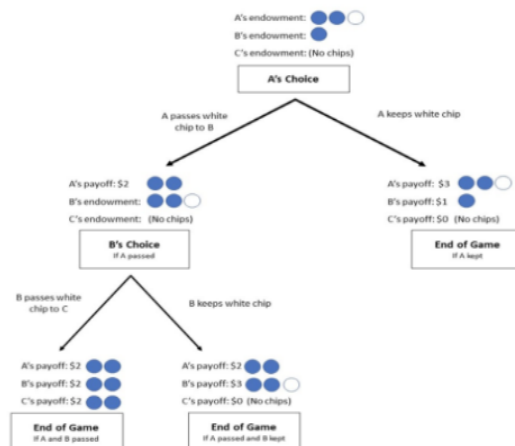 A's endowment:
B's endowment:
C's endowment: (No chips)
A's Choice
A passes white
chip to B
A keeps white chip
A's payoff: $2
B's endowment:
C's endowment: (No chips)
B's Choice
If A passed
A's payoff: $3
B's payoff: $1
C's payoff: $0 (No chips)
End of Game
If A kept
B passes white
chip to C
B keeps white chip
A's payoff: $2
B's payoff: $2
C's payoff: $2
End of Game
If A and B passed
A's payoff: $2
B's payoff: $3
C's payoff: $0 (No chips)
End of Game
If A passed and B kept